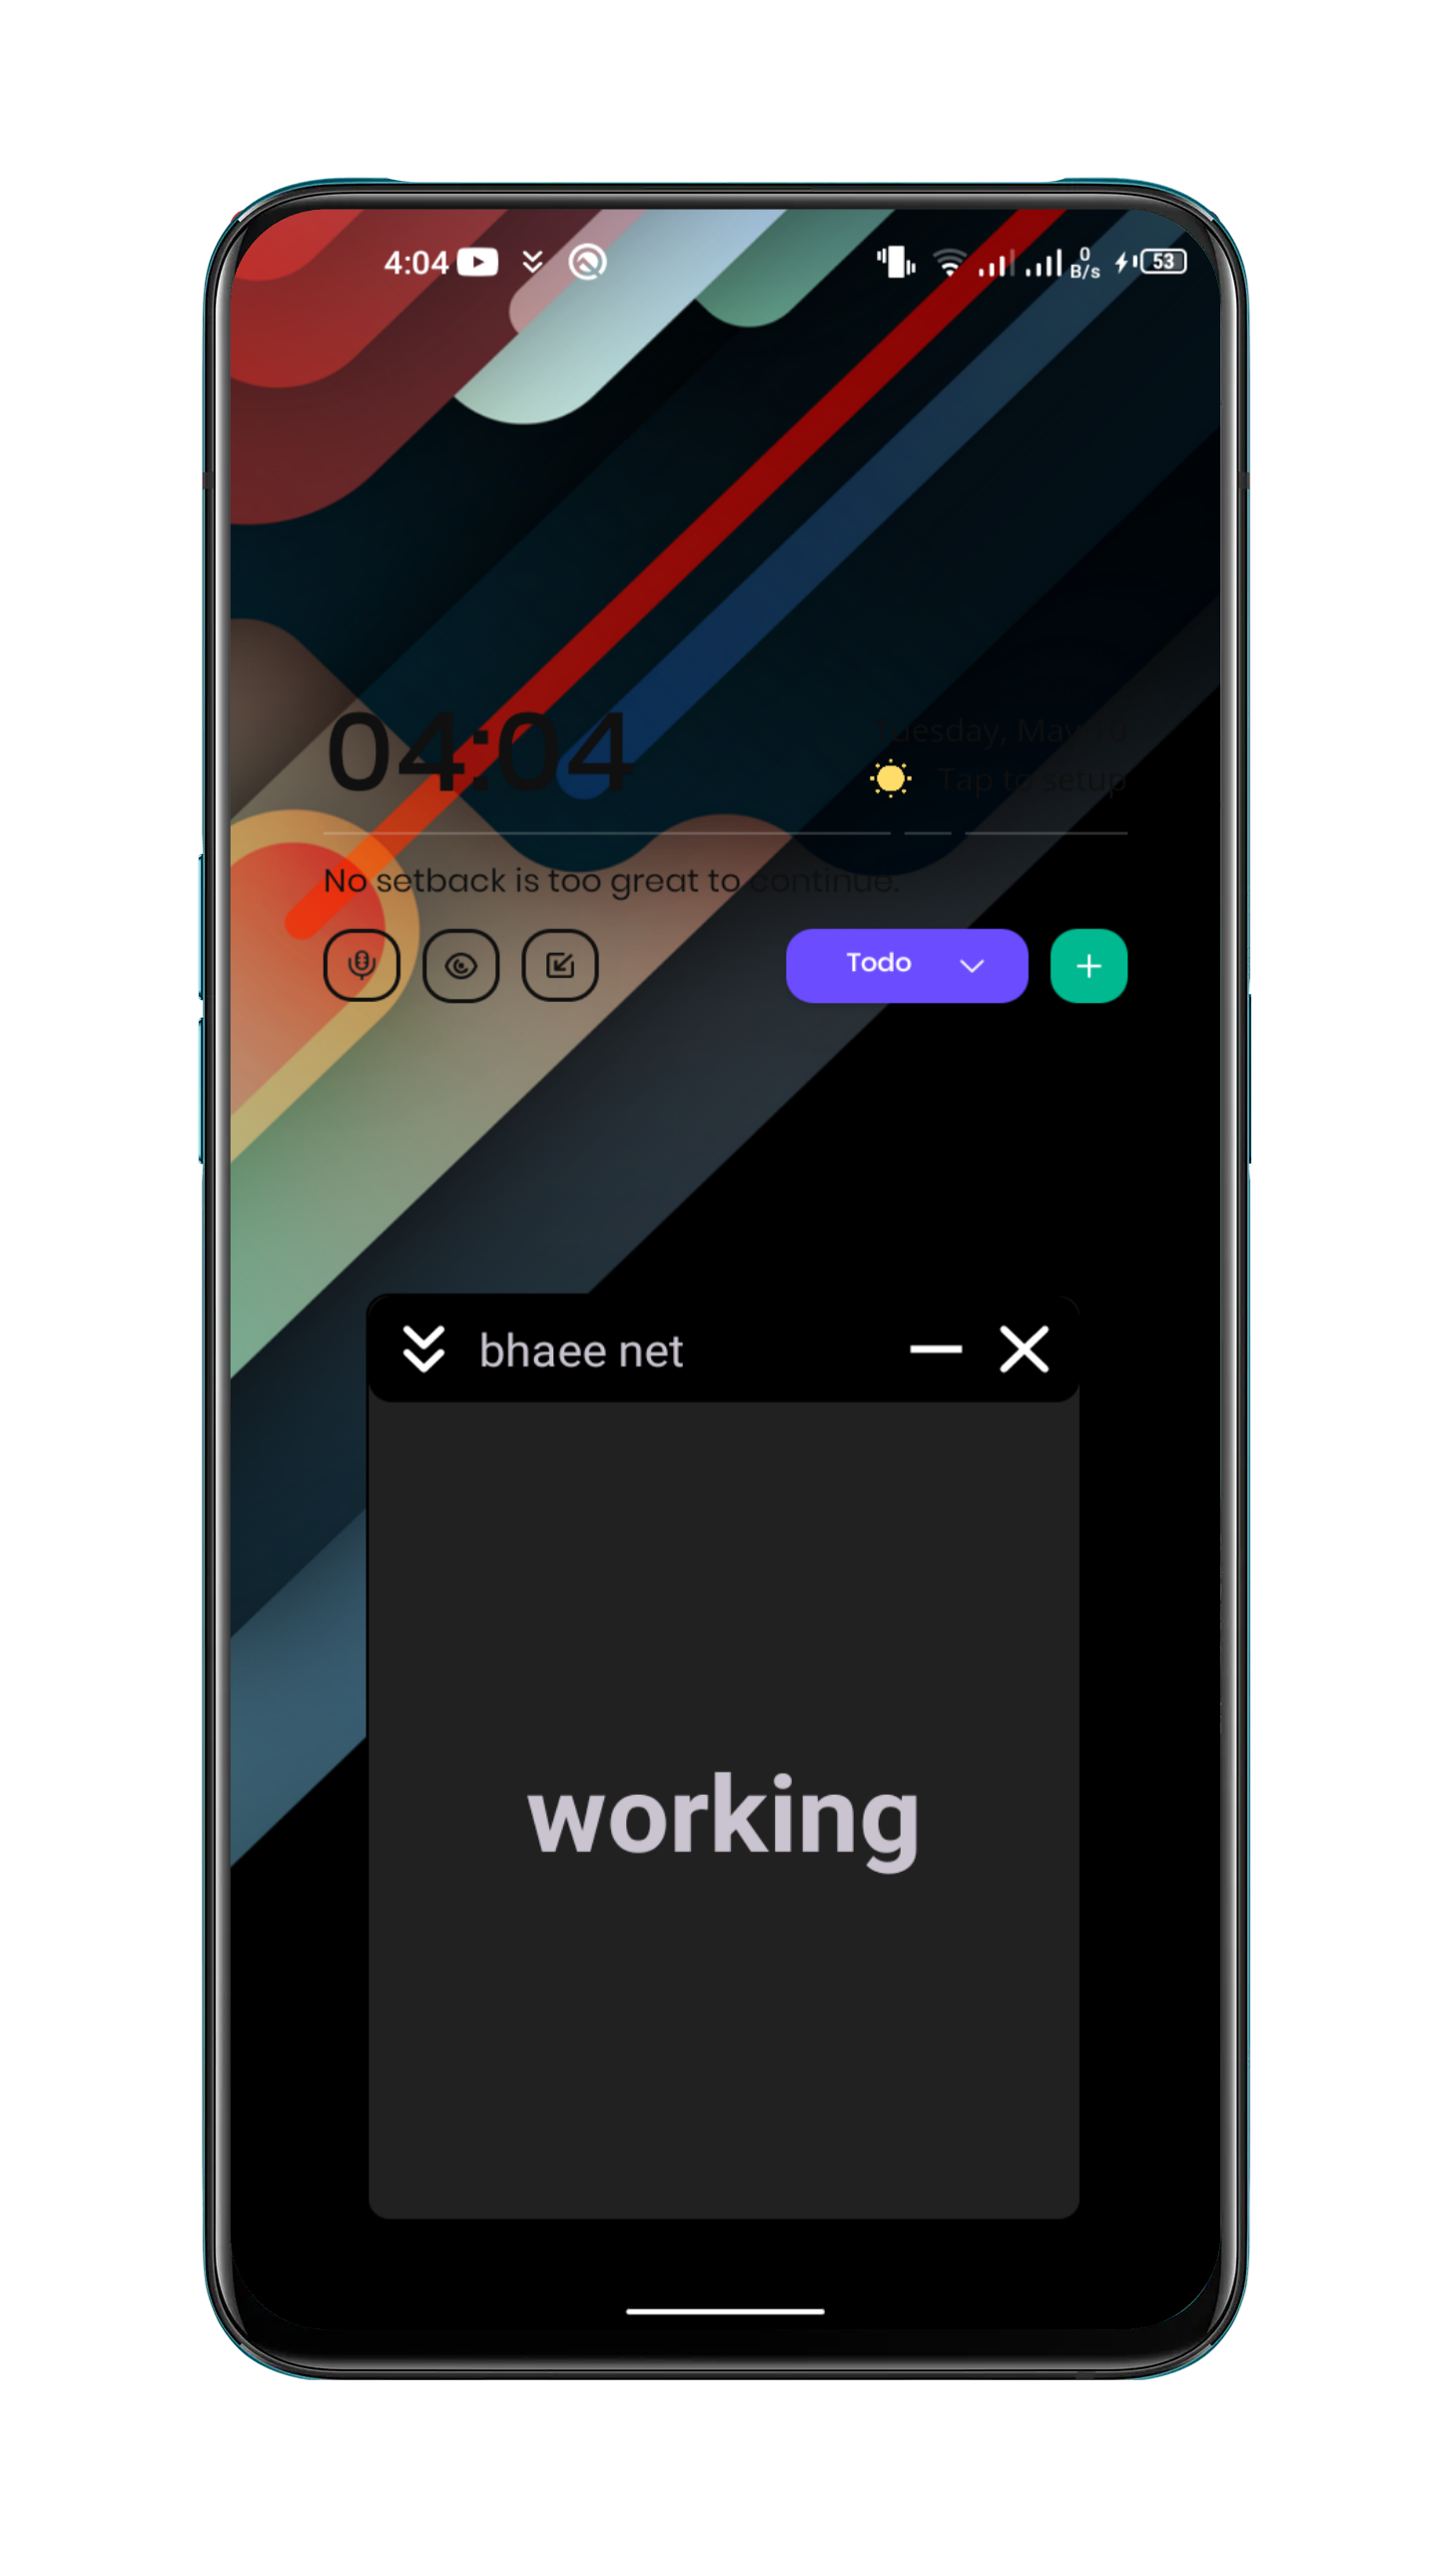 4:04
0
B/s
53
04:04
Tuesday, May
Tap to setup
No setback is too great to continue.
Todo
bhaee net
working